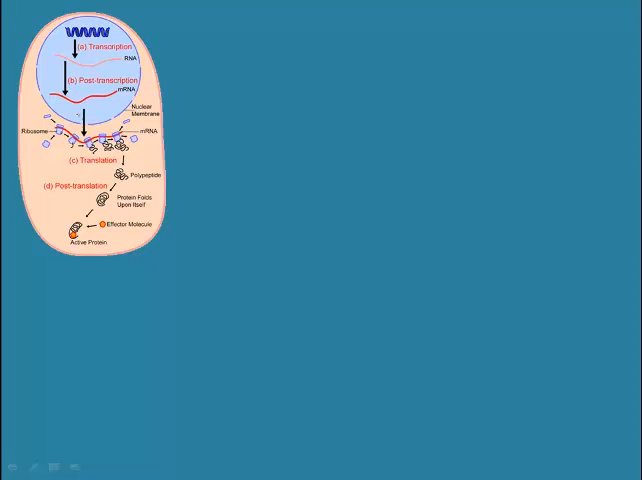 (a) Transcription
RNA
(b) Post-transcription
mRNA
Nuclear
Membrane
Ribosome
mRNA
(c) Translation
Polypeptide
(d) Post-translation
Protein Folds
Upon Itself
Effector Molecule
Active Protein